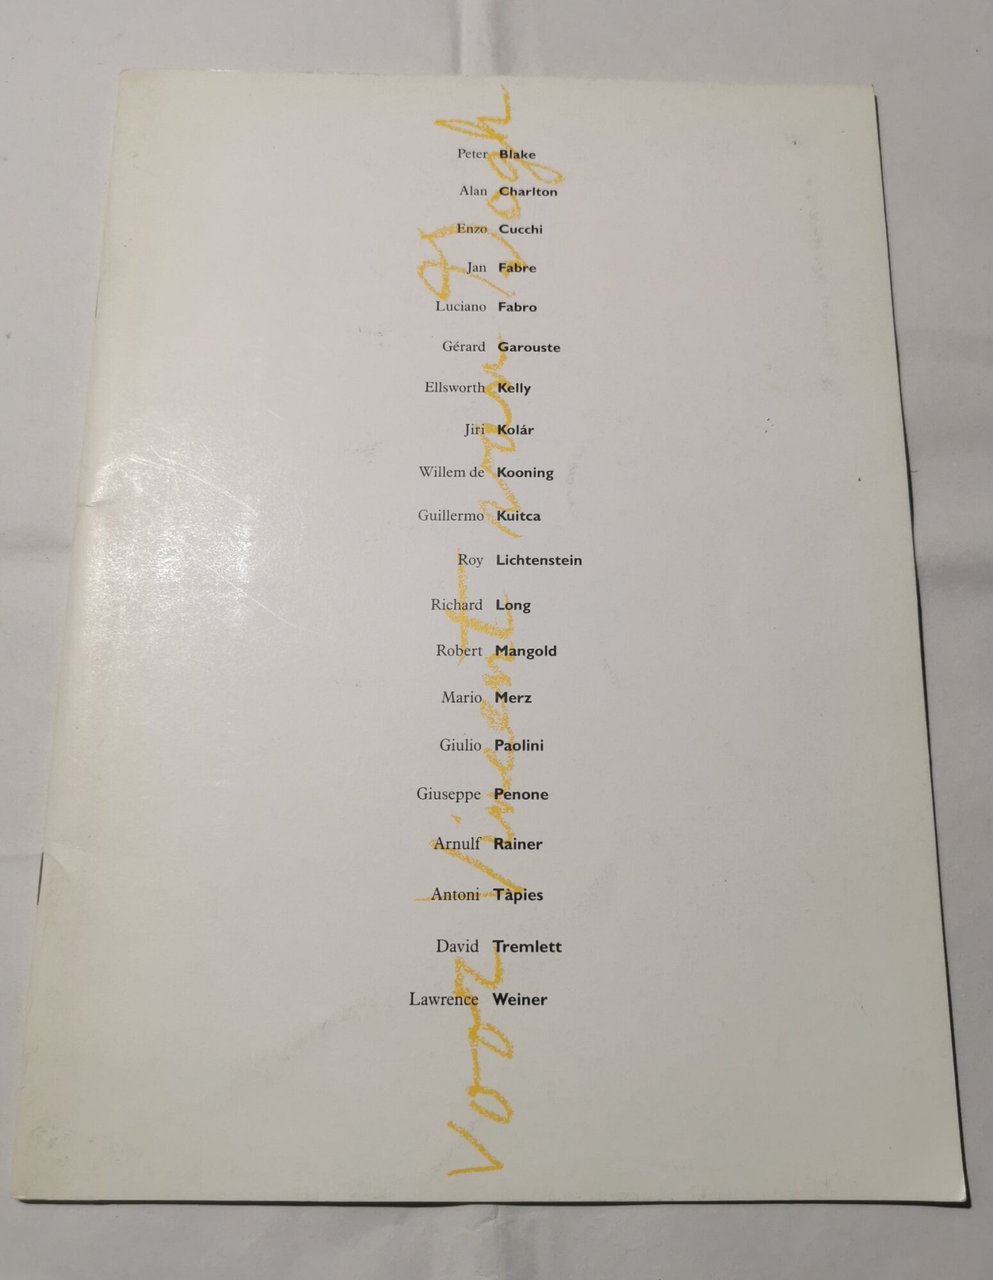 Peter Blake
Alan Charlton
Enzo Cucchi
Jan Fabre
Luciano Fabro
Gérard Garouste
Ellsworth Kelly
Jiri Kolár
Willem de Kooning
Guillermo Kuitca
Roy Lichtenstein
Richard Long
Robert Mangold
Mario Merz
Giulio Paolini
Giuseppe Penone
Arnulf Rainer
Antoni Tàpies
David Tremlett
Lawrence Weiner
voor Vincent van Gogh